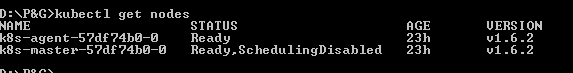 D:\P&G>kubectl get nodes
NAME STATUS AGE VERSION
k8s-agent-57df74b0-0 Ready 23h v1.6.2
k8s-master-57df74b0-0 Ready,SchedulingDisabled 23h v1.6.2